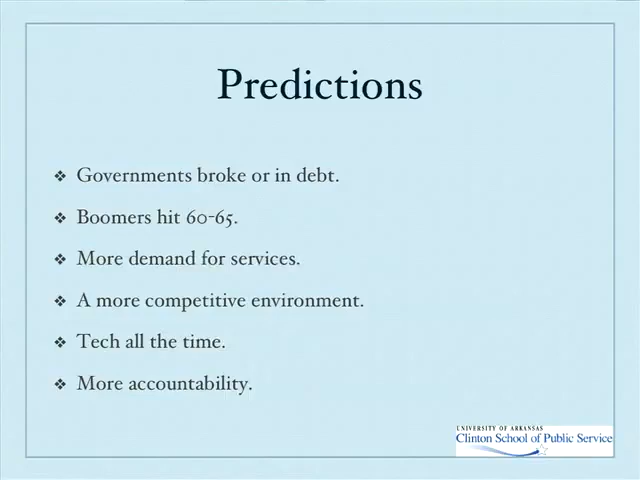 Predictions
Governments broke or in debt.
Boomers hit 60-65.
More demand for services.
A more competitive environment.
Tech all the time.
More accountability.
UNIVERSITY OF ARKANSAS
Clinton School of Public Service